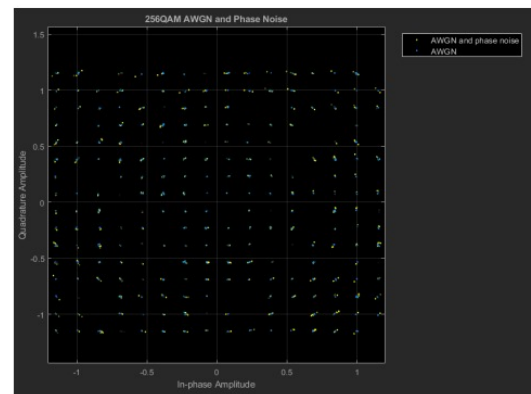 256QAM AWGN and Phase Noise
AWGN and phase noise
AWGN
1.5
1
0.5
0
-0.5
-1
Quadrature Amplitude
-1
-0.5
0
0.5
1
In-phase Amplitude